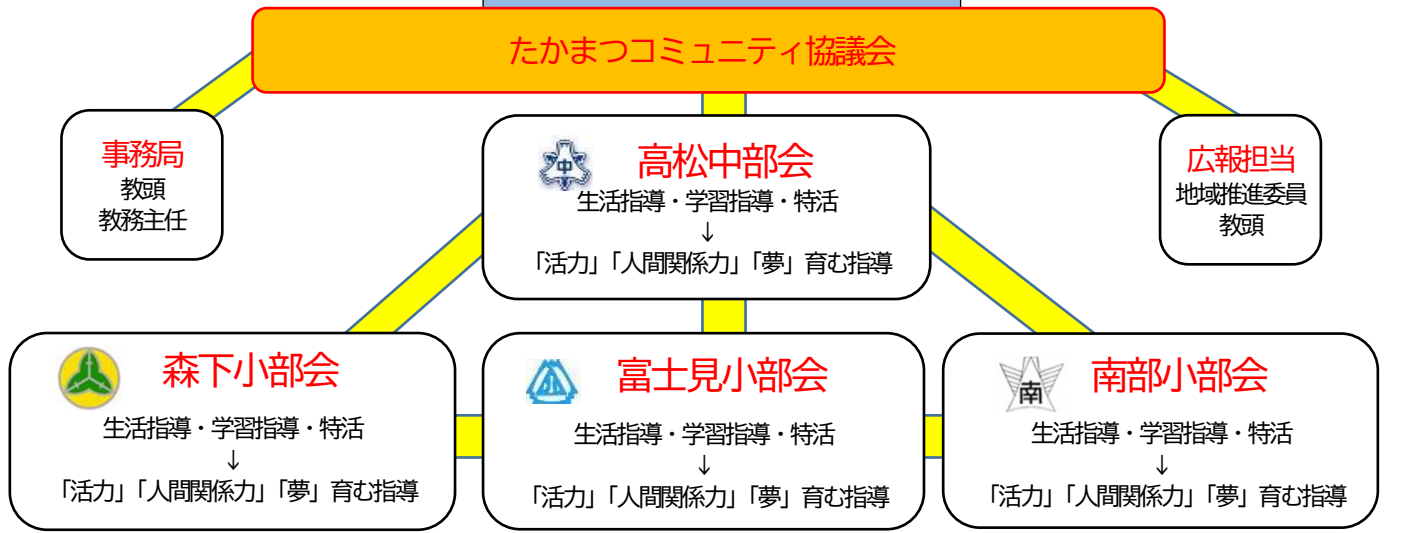 たかまつコミュニティ協議会
事務局
教頭
教務主任
中
高松中部会
生活指導・学習指導・特活
↓
「活力」「人間関係力」「夢」育む指導
広報担当
地域推進委員
教頭
森下小部会
生活指導・学習指導・特活
↓
「活力」「人間関係力」「夢」育む指導
富士見小部会
生活指導・学習指導・特活
↓
「活力」「人間関係力」「夢」育む指導
南
南部小部会
生活指導・学習指導・特活
↓
「活力」「人間関係力」「夢」育む指導